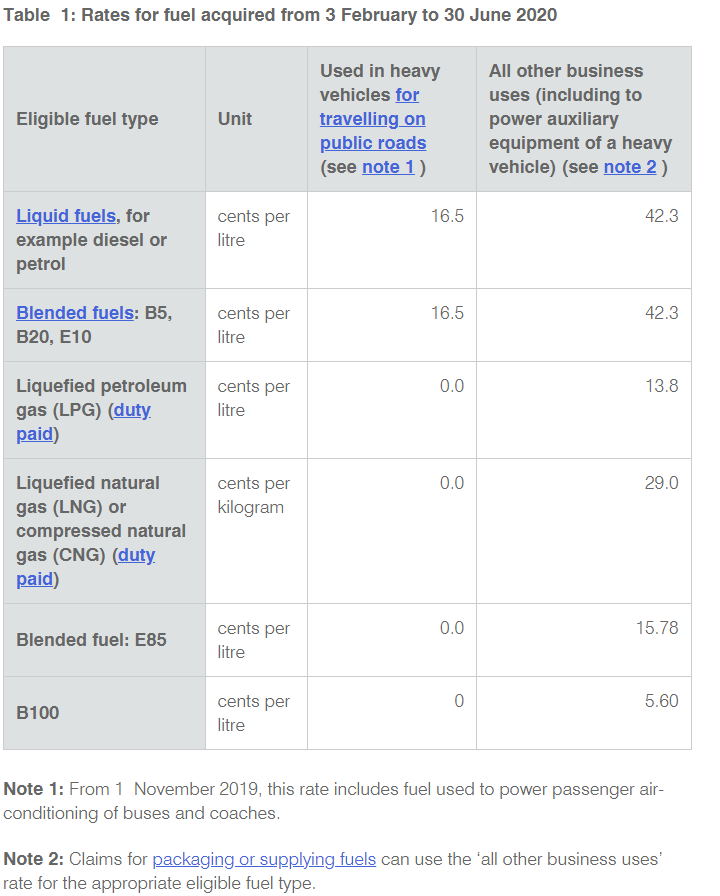 Table 1: Rates for fuel acquired from 3 February to 30 June 2020
Eligible fuel type
Unit
Used in heavy
vehicles for
travelling on
public roads
(see note 1 )
All other business
uses (including to
power auxiliary
equipment of a heavy
vehicle) (see note 2 )
Liquid fuels, for
example diesel or
petrol
cents per
litre
16.5
42.3
Blended fuels: B5,
B20, E10
cents per
litre
16.5
42.3
Liquefied petroleum
gas (LPG) (duty
paid)
cents per
litre
0.0
13.8
Liquefied natural
gas (LNG) or
compressed natural
gas (CNG) (duty
paid)
cents per
kilogram
0.0
29.0
Blended fuel: E85
cents per
litre
0.0
15.78
B100
cents per
litre
0
5.60
Note 1: From 1 November 2019, this rate includes fuel used to power passenger air-
conditioning of buses and coaches.
Note 2: Claims for packaging or supplying fuels can use the ‘all other business uses’
rate for the appropriate eligible fuel type.